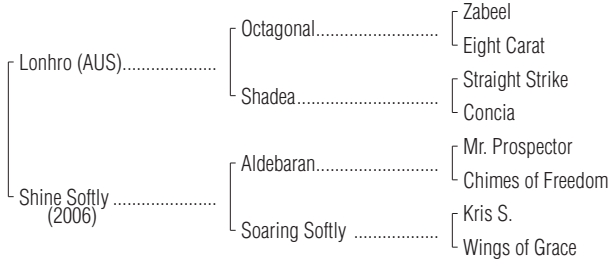 Zabeel
Octagonal
Eight Carat
Lonhro (AUS)
Straight Strike
Shadea
Concia
Mr. Prospector
Aldebaran
Chimes of Freedom
Shine Softly
(2006)
Kris S.
Soaring Softly
Wings of Grace